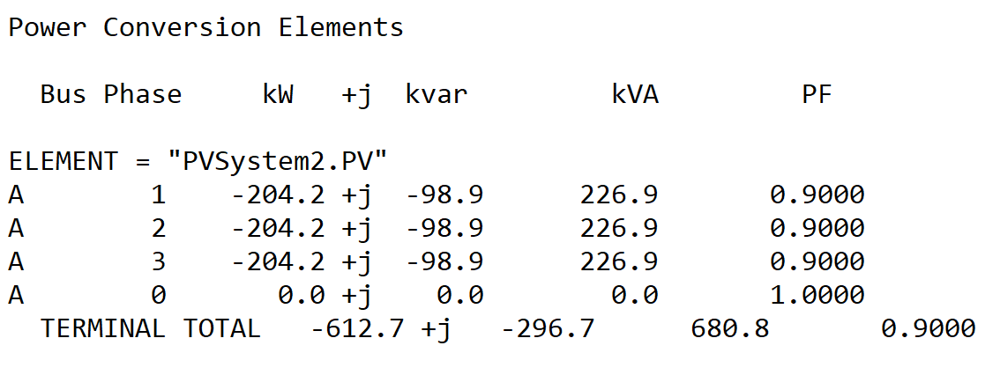 Power Conversion Elements
  Bus Phase     kW   +j  kvar         kVA         PF
ELEMENT = "PVSystem2.PV"
A        1    -204.2 +j  -98.9      226.9       0.9000
A        2    -204.2 +j  -98.9      226.9       0.9000
A        3    -204.2 +j  -98.9      226.9       0.9000
A        0       0.0 +j    0.0        0.0       1.0000
  TERMINAL TOTAL   -612.7 +j   -296.7      680.8       0.9000